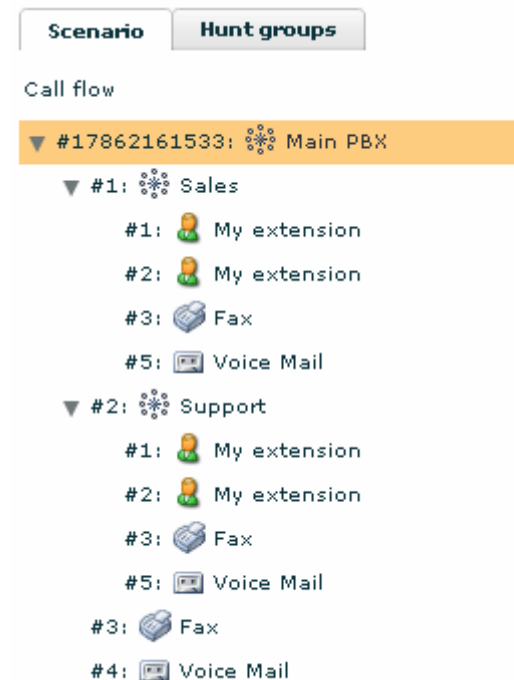 Scenario Hunt groups
Call flow
#17862161533: Main PBX
#1: Sales
#1: My extension
#2: My extension
#3: Fax
#5: Voice Mail
#2: Support
#1: My extension
#2: My extension
#3: Fax
#5: Voice Mail
#3: Fax
#4: Voice Mail